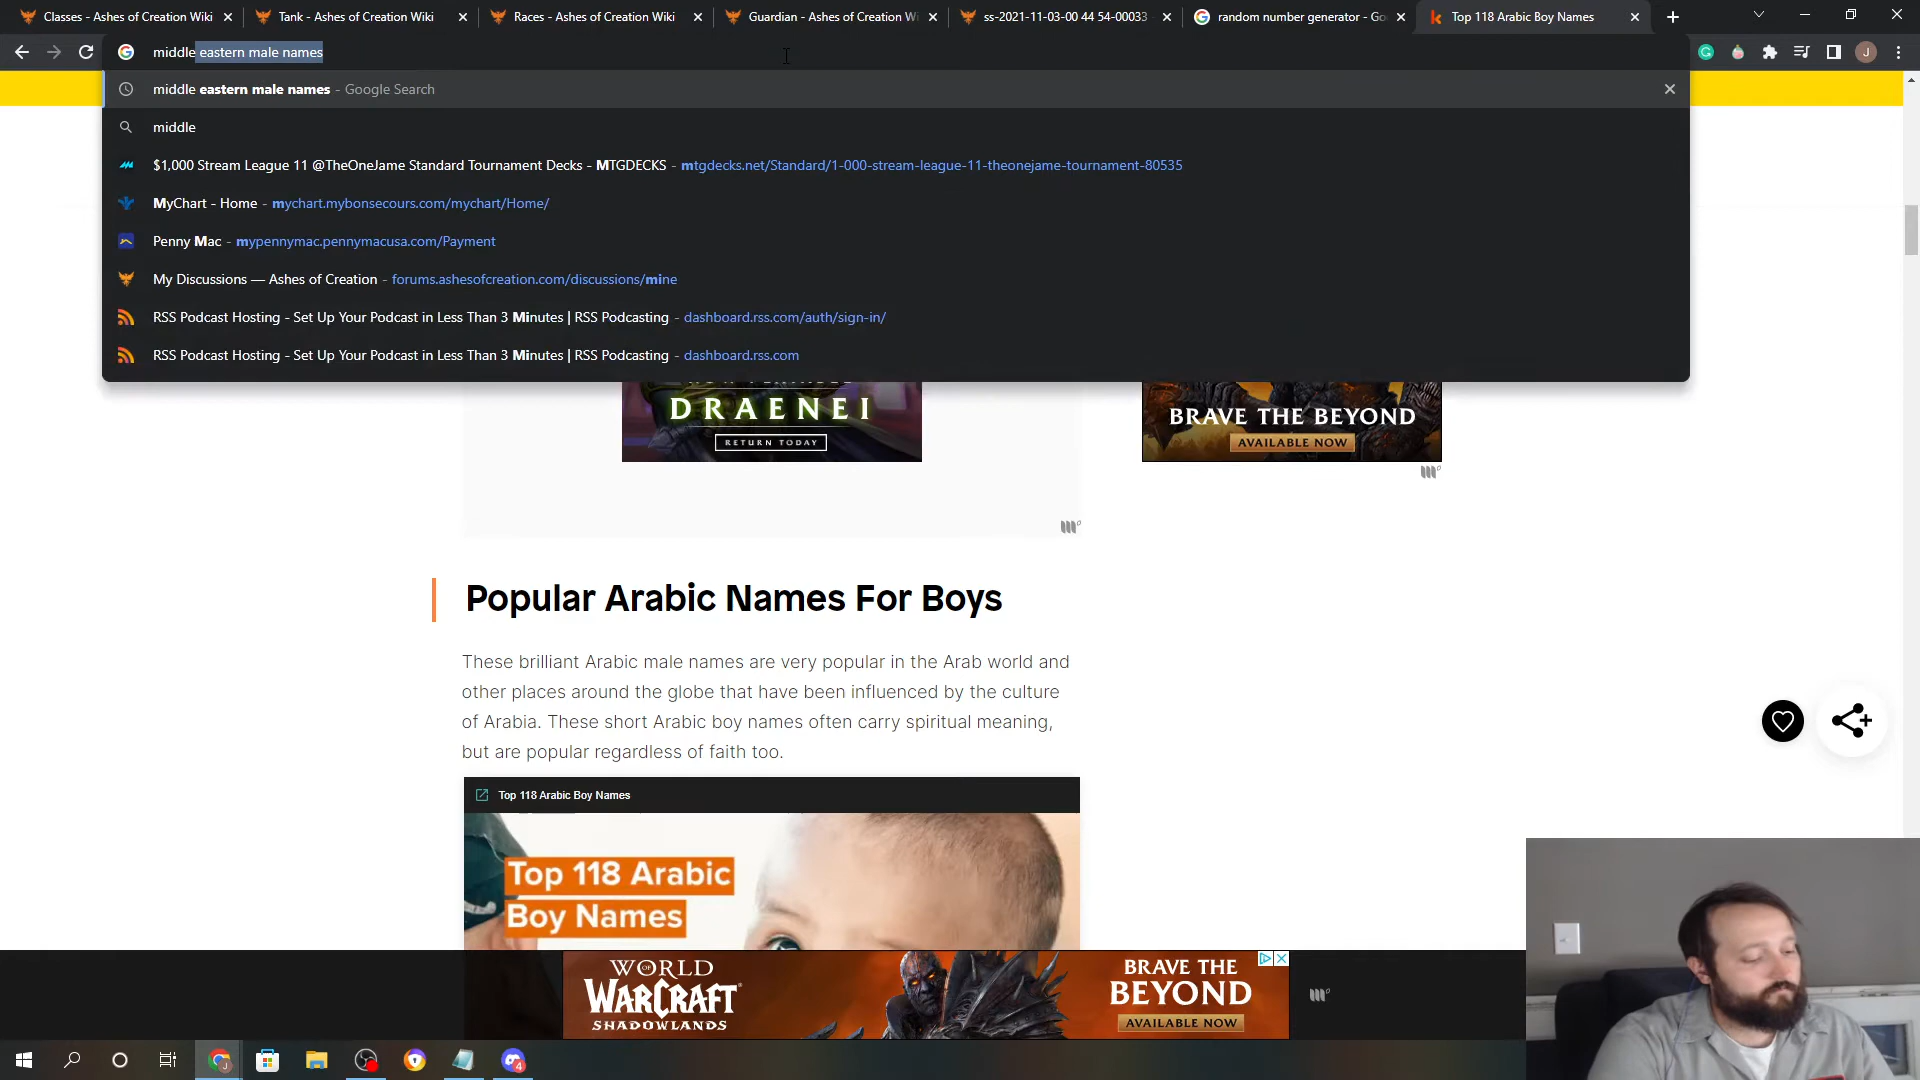 Classes - Ashes of Creation Wiki
Tank - Ashes of Creation Wiki
Races - Ashes of Creation Wiki
Guardian - Ashes of Creation Wi
ss-2021-11-03-00 44 54-00033
random number generator - Go
Top 118 Arabic Boy Names
middle eastern male names
J
middle eastern male names - Google Search
middle
$1,000 Stream League 11 @TheOneJame Standard Tournament Decks - MTGDECKS - mtgdecks.net/Standard/1-000-stream-league-11-theonejame-tournament-80535
MyChart - Home - mychart.mybonsecours.com/mychart/Home/
Penny Mac - mypennymac.pennymacusa.com/Payment
My Discussions — Ashes of Creation - forums.ashesofcreation.com/discussions/mine
RSS Podcast Hosting - Set Up Your Podcast in Less Than 3 Minutes | RSS Podcasting - dashboard.rss.com/auth/sign-in/
RSS Podcast Hosting - Set Up Your Podcast in Less Than 3 Minutes | RSS Podcasting - dashboard.rss.com
DRAENEI
RETURN TODAY
BRAVE THE BEYOND
AVAILABLE NOW
Popular Arabic Names For Boys
These brilliant Arabic male names are very popular in the Arab world and
other places around the globe that have been influenced by the culture
of Arabia. These short Arabic boy names often carry spiritual meaning,
but are popular regardless of faith too.
Top 118 Arabic Boy Names
Top 118 Arabic
Boy Names
WORLD
OF
WARCRAFT
SHADOWLANDS
BRAVE THE
BEYOND
AVAILABLE NOW
J
4